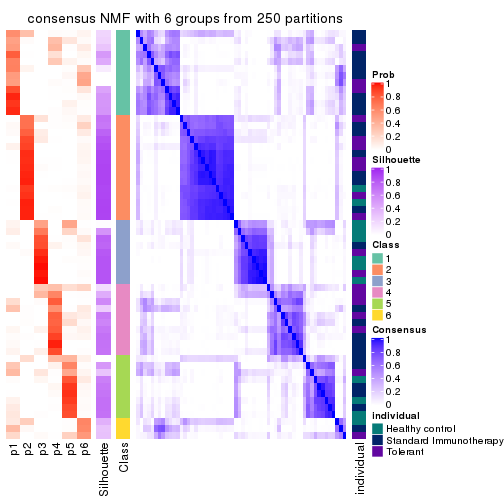 consensus NMF with 6 groups from 250 partitions
Prob
1
0.8
0.6
0.4
0.2
0
Silhouette
1
0.8
0.6
0.4
0.2
0
Class
1
2
3
4
5
6
Consensus
1
0.8
0.6
0.4
0.2
0
individual
Healthy control
Standard Immunotherapy
Tolerant
p1
p2
p3
p4
p5
p6
Silhouette
Class
individual